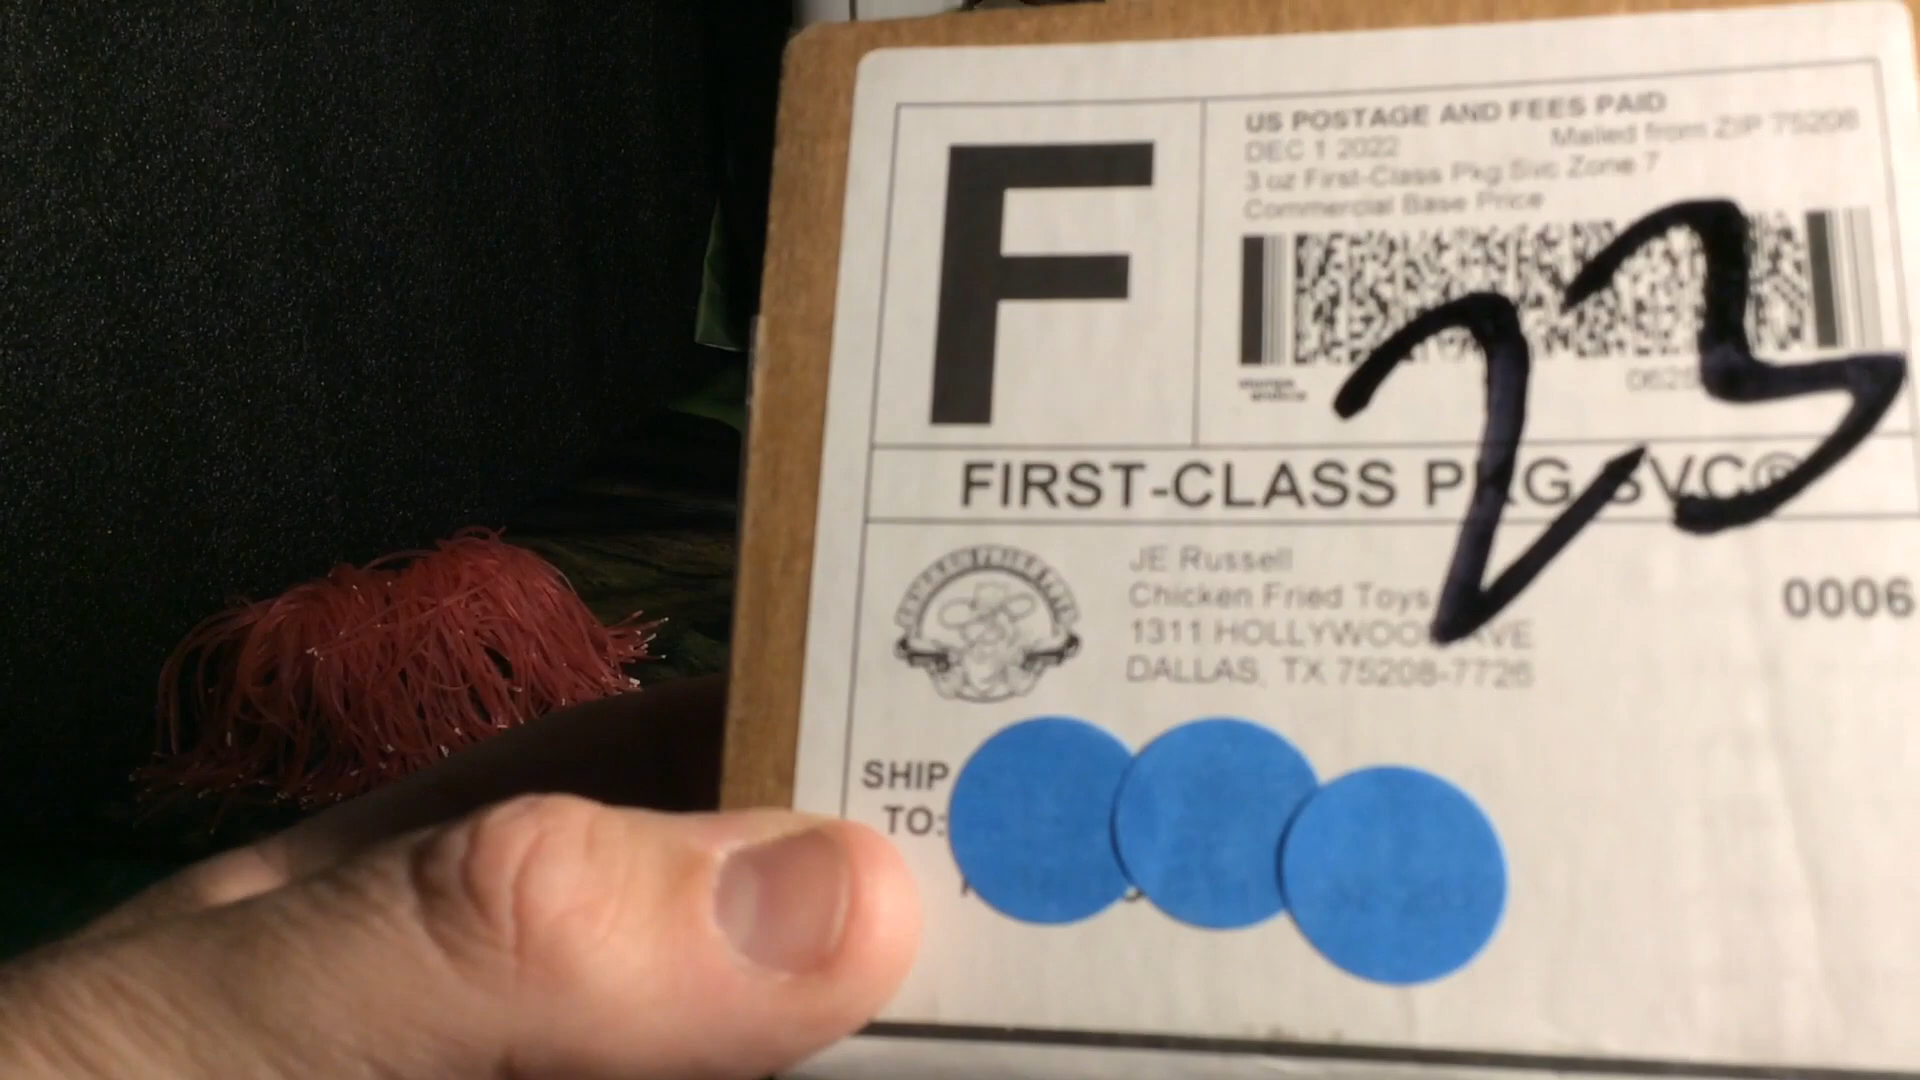 US POSTAGE AND FEES PAID
DEC 1 2022 Mailed from ZIP 75208
3 oz First-Class Pkg Svc Zone 7
Commercial Base Price
F
23
062S
FIRST-CLASS PKG SVC®
JE Russell
Chicken Fried Toys
1311 HOLLYWOOD AVE
DALLAS, TX 75208-7726
0006
SHIP
TO: